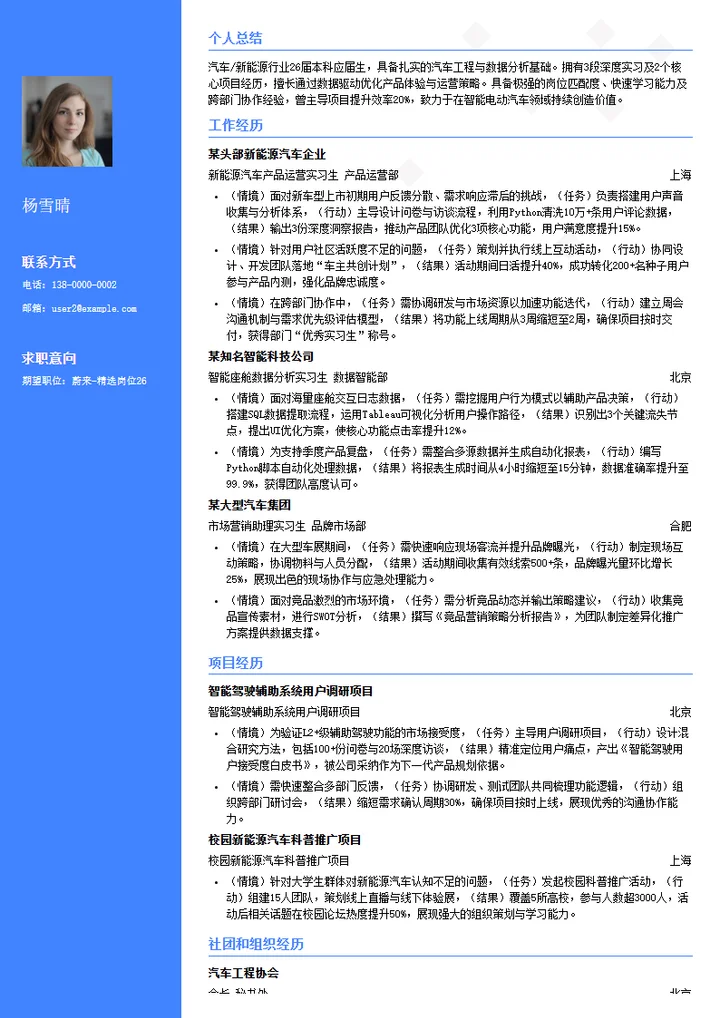 杨雪晴
联系方式
电话：138-0000-0002
邮箱：user2@example.com
求职意向
期望职位：蔚来-精选岗位26
个人总结
汽车/新能源行业26届本科应届生，具备扎实的汽车工程与数据分析基础。拥有3段深度实习及2个核
心项目经历，擅长通过数据驱动优化产品体验与运营策略。具备极强的岗位匹配度、快速学习能力及
跨部门协作经验，曾主导项目提升效率20%，致力于在智能电动汽车领域持续创造价值。
工作经历
某头部新能源汽车企业
新能源汽车产品运营实习生 产品运营部 上海
• （情境）面对新车型上市初期用户反馈分散、需求响应滞后的挑战，（任务）负责搭建用户声音
收集与分析体系，（行动）主导设计问卷与访谈流程，利用Python清洗10万+条用户评论数据，
（结果）输出3份深度洞察报告，推动产品团队优化3项核心功能，用户满意度提升15%。
• （情境）针对用户社区活跃度不足的问题，（任务）策划并执行线上互动活动，（行动）协同设
计、开发团队落地“车主共创计划”，（结果）活动期间日活提升40%，成功转化200+名种子用户
参与产品内测，强化品牌忠诚度。
• （情境）在跨部门协作中，（任务）需协调研发与市场资源以加速功能迭代，（行动）建立周会
沟通机制与需求优先级评估模型，（结果）将功能上线周期从3周缩短至2周，确保项目按时交
付，获得部门“优秀实习生”称号。
某知名智能科技公司
智能座舱数据分析实习生 数据智能部 北京
• （情境）面对海量座舱交互日志数据，（任务）需挖掘用户行为模式以辅助产品决策，（行动）
搭建SQL数据提取流程，运用Tableau可视化分析用户操作路径，（结果）识别出3个关键流失节
点，提出UI优化方案，使核心功能点击率提升12%。
• （情境）为支持季度产品复盘，（任务）需整合多源数据并生成自动化报表，（行动）编写
Python脚本自动化处理数据，（结果）将报表生成时间从4小时缩短至15分钟，数据准确率提升至
99.9%，获得团队高度认可。
某大型汽车集团
市场营销助理实习生 品牌市场部 合肥
• （情境）在大型车展期间，（任务）需快速响应现场客流并提升品牌曝光，（行动）制定现场互
动策略，协调物料与人员分配，（结果）活动期间收集有效线索500+条，品牌曝光量环比增长
25%，展现出色的现场协作与应急处理能力。
• （情境）面对竞品激烈的市场环境，（任务）需分析竞品动态并输出策略建议，（行动）收集竞
品宣传素材，进行SWOT分析，（结果）撰写《竞品营销策略分析报告》，为团队制定差异化推广
方案提供数据支撑。
项目经历
智能驾驶辅助系统用户调研项目
智能驾驶辅助系统用户调研项目 北京
• （情境）为验证L2+级辅助驾驶功能的市场接受度，（任务）主导用户调研项目，（行动）设计混
合研究方法，包括100+份问卷与20场深度访谈，（结果）精准定位用户痛点，产出《智能驾驶用
户接受度白皮书》，被公司采纳作为下一代产品规划依据。
• （情境）需快速整合多部门反馈，（任务）协调研发、测试团队共同梳理功能逻辑，（行动）组
织跨部门研讨会，（结果）缩短需求确认周期30%，确保项目按时上线，展现优秀的沟通协作能
力。
校园新能源汽车科普推广项目
校园新能源汽车科普推广项目 上海
• （情境）针对大学生群体对新能源汽车认知不足的问题，（任务）发起校园科普推广活动，（行
动）组建15人团队，策划线上直播与线下体验展，（结果）覆盖5所高校，参与人数超3000人，活
动后相关话题在校园论坛热度提升50%，展现强大的组织策划与学习能力。
社团和组织经历
汽车工程协会
会长 秘书处 北京